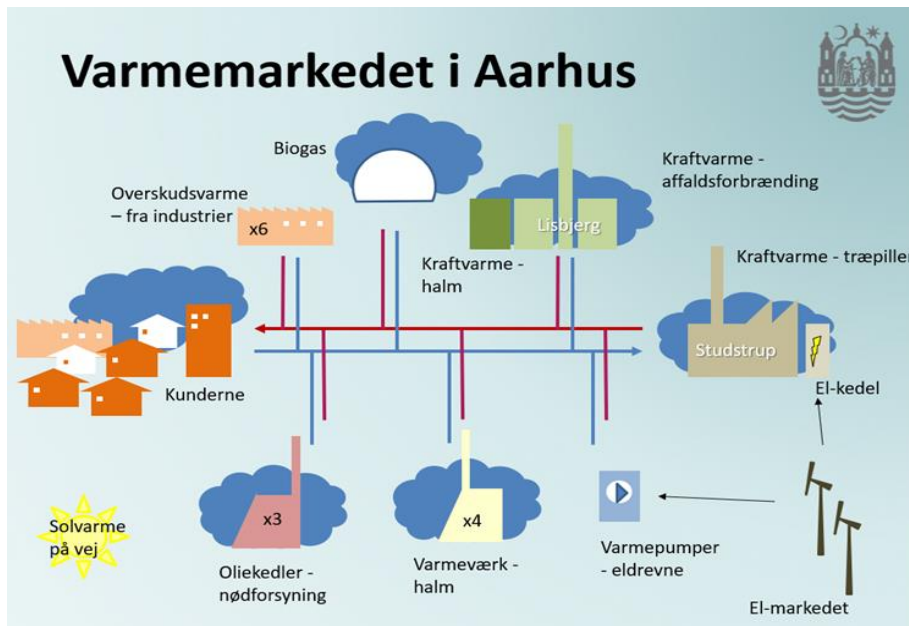 Varmemarkedet i Aarhus
Biogas
Kraftvarme -
affaldsforbrænding
Overskudsvarme
– fra industrier
x6
Lisbjerg
Kraftvarme -
halm
Kraftvarme - træpiller
Studstrup
Kunderne
El-kedel
Solvarme
på vej
x3
Oliekedler -
nødforsyning
x4
Varmeværk -
halm
Varmepumper
- eldrevne
El-markedet